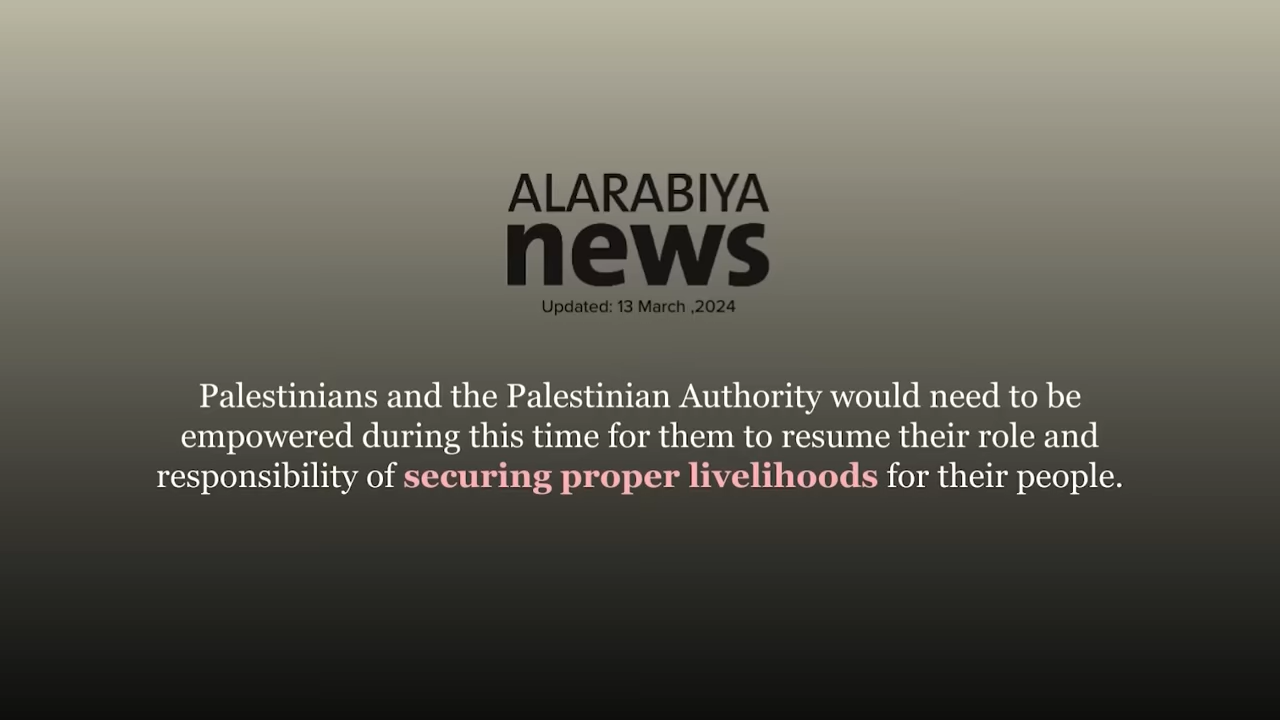 ALARABIYA
news
Updated: 13 March ,2024
Palestinians and the Palestinian Authority would need to be
empowered during this time for them to resume their role and
responsibility of securing proper livelihoods for their people.